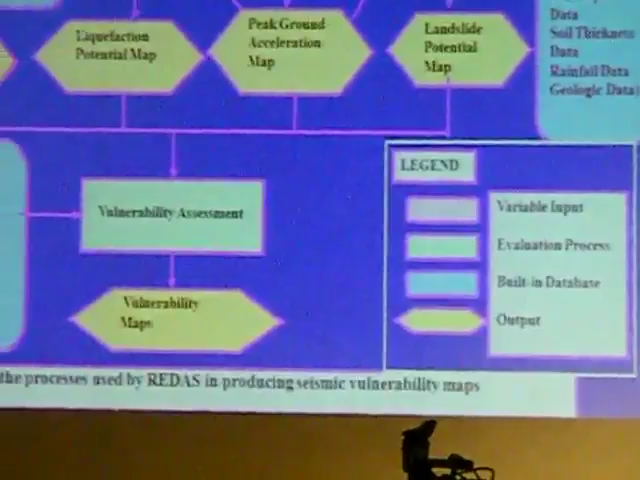 Liquefaction
Potential Map
Peak Ground
Acceleration
Map
Landslide
Potential
Map
Data
Soil Thickness
Data
Rainfall Data
Geologic Data)
Vulnerability Assessment
Vulnerability
Maps
LEGEND
Variable Input
Evaluation Process
Built-in Database
Output
the processes used by REDAS in producing seismic vulnerability maps